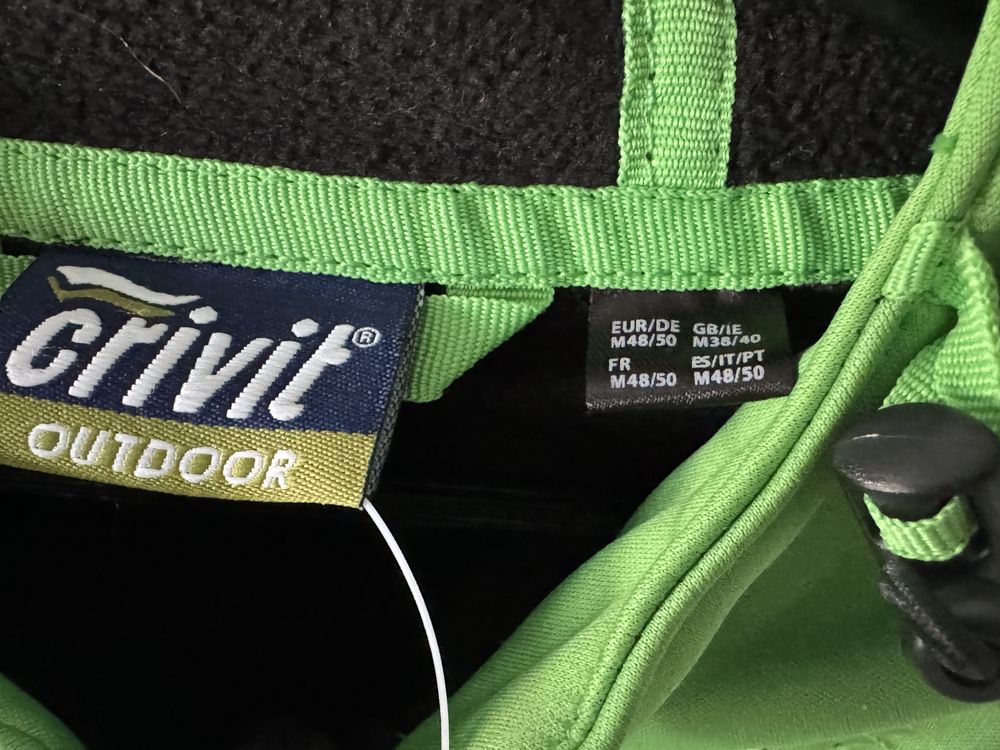 crivit®
OUTDOOR
EUR/DE GB/IE
M48/50 M38/40
FR ES/IT/PT
M48/50 M48/50